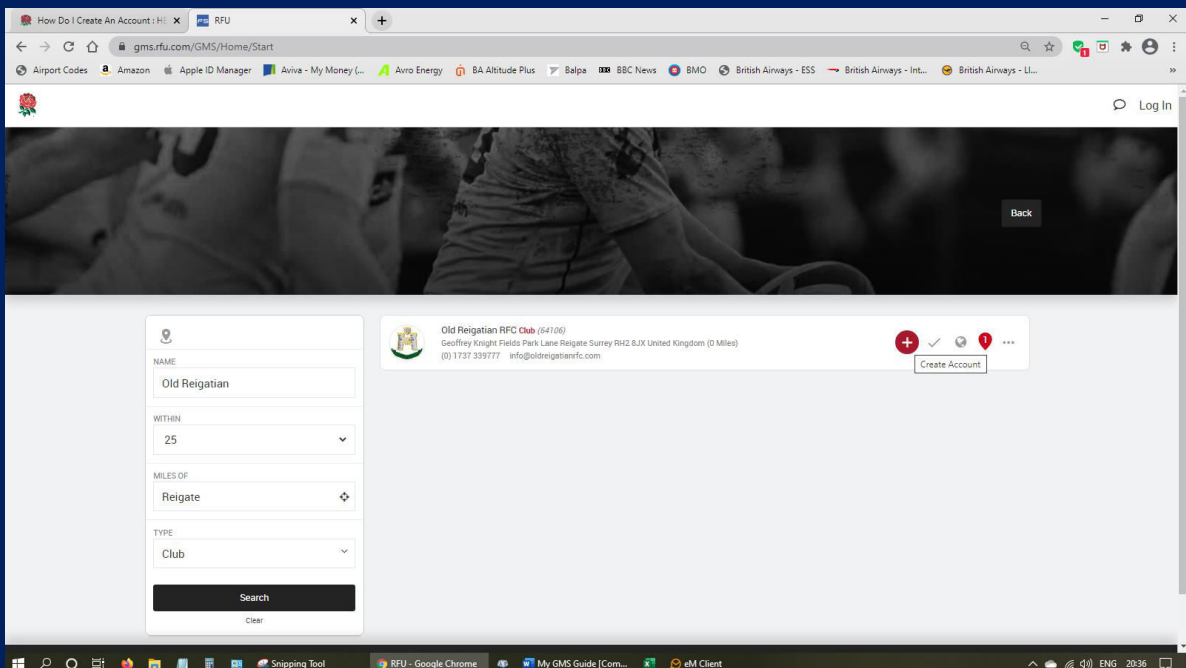 How Do I Create An Account : HE
RFU
gms.rfu.com/GMS/Home/Start
Airport Codes Amazon Apple ID Manager Aviva - My Money (... Avro Energy BA Altitude Plus Balpa BBC News BMO British Airways - ESS British Airways - Int... British Airways - LI... »
Log In
Back
NAME
Old Reigatian
WITHIN
25
MILES OF
Reigate
TYPE
Club
Search
Clear
Old Reigatian RFC Club (64106)
Geoffrey Knight Fields Park Lane Reigate Surrey RH2 8JX United Kingdom (0 Miles)
(0) 1737 339777 info@oldreigatianrfc.com
1
Create Account
Snipping Tool RFU - Google Chrome My GMS Guide [Com... eM Client ENG 20:36